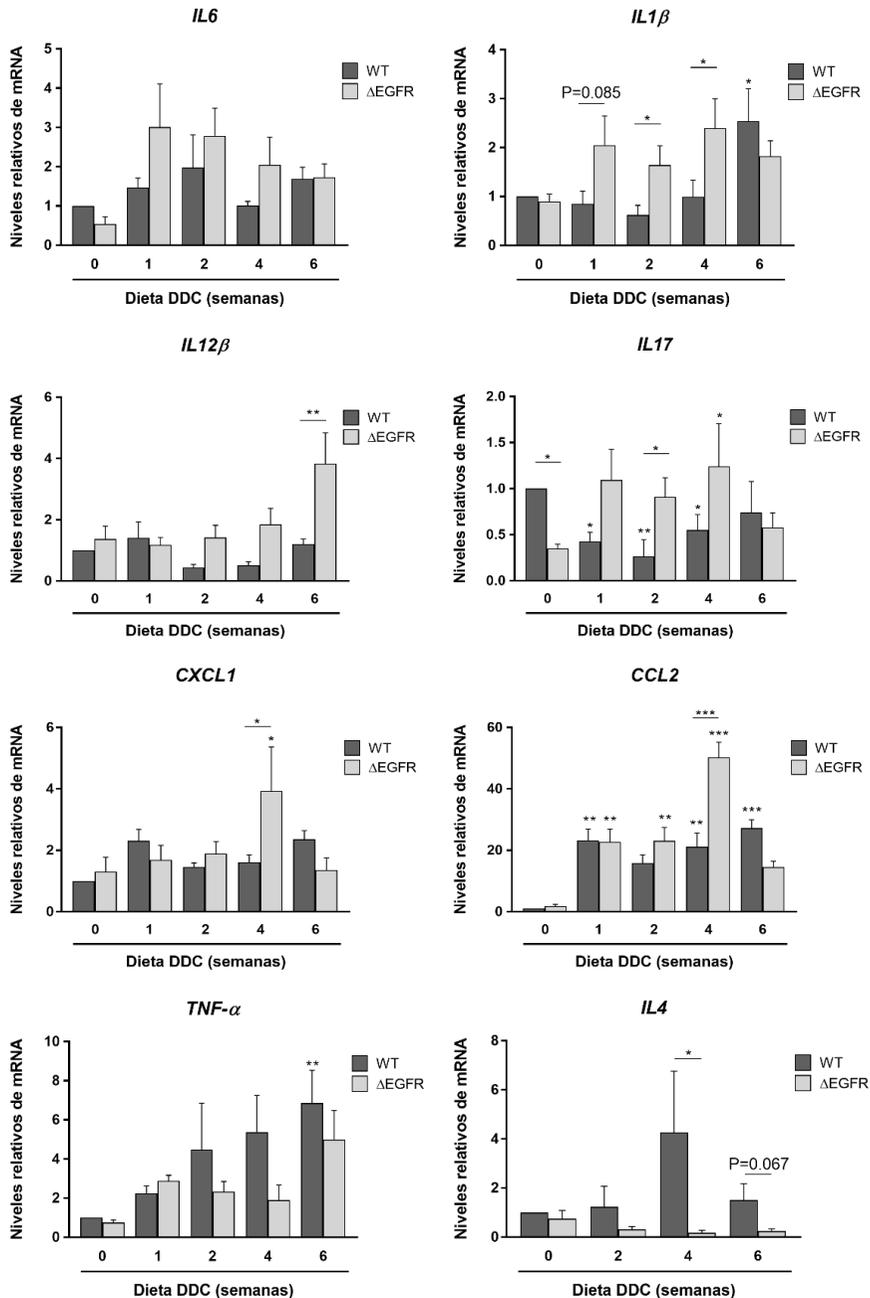 IL6
Niveles relativos de mRNA
5
4
3
2
1
0
WT
ΔEGFR
0 1 2 4 6
Dieta DDC (semanas)
IL1β
Niveles relativos de mRNA
4
3
2
1
0
P=0.085
*
*
*
WT
ΔEGFR
0 1 2 4 6
Dieta DDC (semanas)
IL12β
Niveles relativos de mRNA
6
4
2
0
**
WT
ΔEGFR
0 1 2 4 6
Dieta DDC (semanas)
IL17
Niveles relativos de mRNA
2.0
1.5
1.0
0.5
0.0
*
*
**
*
*
*
WT
ΔEGFR
0 1 2 4 6
Dieta DDC (semanas)
CXCL1
Niveles relativos de mRNA
6
4
2
0
*
*
WT
ΔEGFR
0 1 2 4 6
Dieta DDC (semanas)
CCL2
Niveles relativos de mRNA
60
40
20
0
** **
**
**
***
***
***
WT
ΔEGFR
0 1 2 4 6
Dieta DDC (semanas)
TNF-α
Niveles relativos de mRNA
10
8
6
4
2
0
**
WT
ΔEGFR
0 1 2 4 6
Dieta DDC (semanas)
IL4
Niveles relativos de mRNA
8
6
4
2
0
*
P=0.067
WT
ΔEGFR
0 2 4 6
Dieta DDC (semanas)